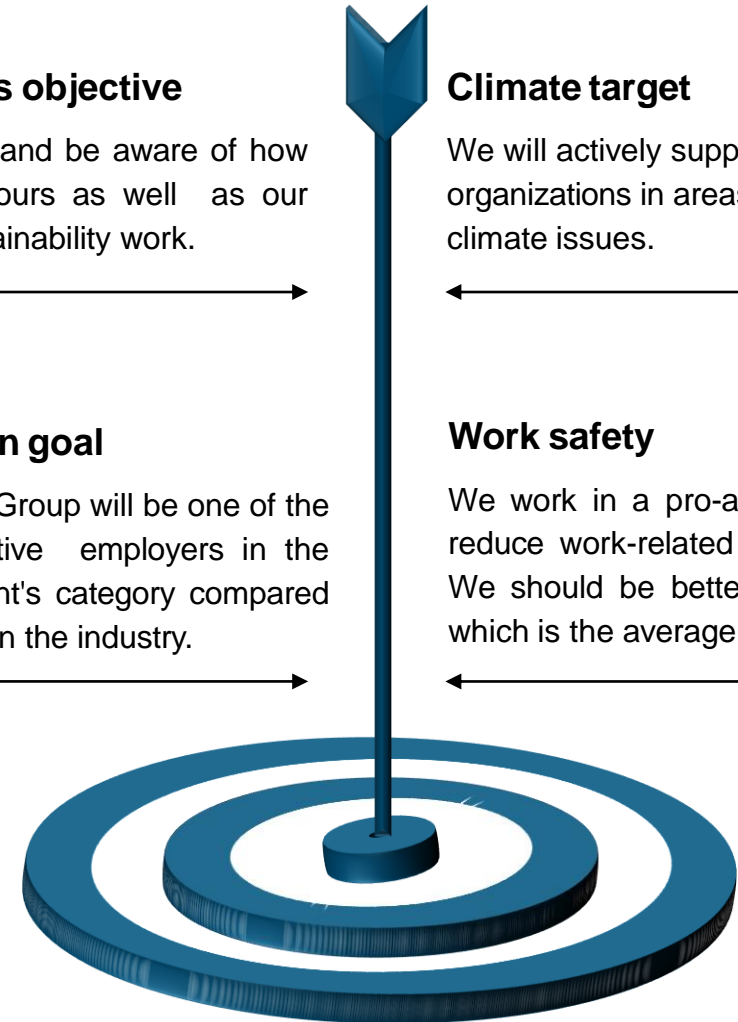 s objective
and be aware of how
ours as well as our
ainability work.
Climate target
We will actively supp
organizations in areas
climate issues.
n goal
Group will be one of the
tive employers in the
nt's category compared
n the industry.
Work safety
We work in a pro-a
reduce work-related
We should be bette
which is the average